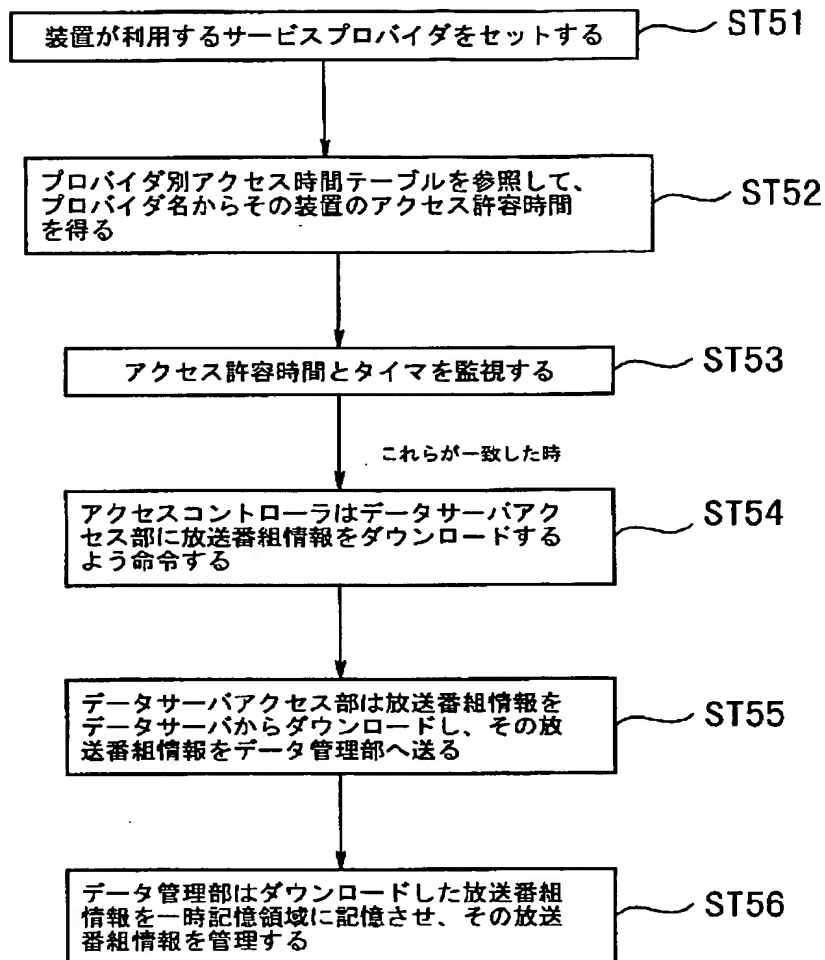 装置が利用するサービスプロバイダをセットする
ST51
プロバイダ別アクセス時間テーブルを参照して、
プロバイダ名からその装置のアクセス許容時間
を得る
ST52
アクセス許容時間とタイマを監視する
ST53
これらが一致した時
アクセスコントローラはデータサーバアク
セス部に放送番組情報をダウンロードする
よう命令する
ST54
データサーバアクセス部は放送番組情報を
データサーバからダウンロードし、その放
送番組情報をデータ管理部へ送る
ST55
データ管理部はダウンロードした放送番組
情報を一時記憶領域に記憶させ、その放送
番組情報を管理する
ST56